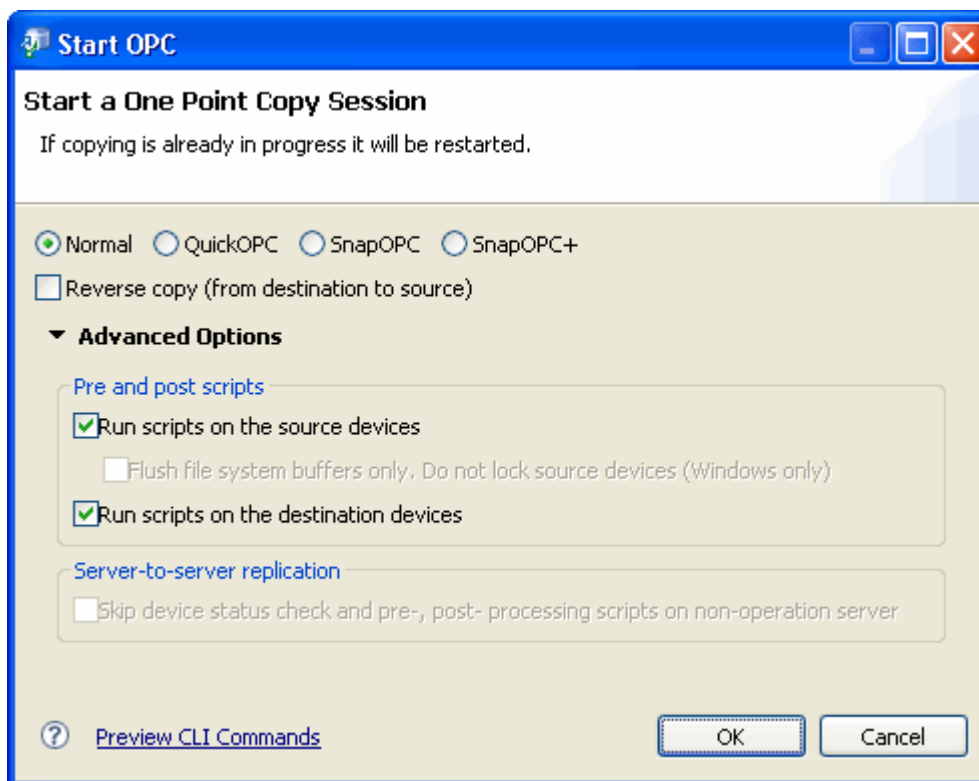 Start OPC
Start a One Point Copy Session
If copying is already in progress it will be restarted.
Normal QuickOPC SnapOPC SnapOPC+
Reverse copy (from destination to source)
Advanced Options
Pre and post scripts
Run scripts on the source devices
Flush file system buffers only. Do not lock source devices (Windows only)
Run scripts on the destination devices
Server-to-server replication
Skip device status check and pre-, post- processing scripts on non-operation server
? Preview CLI Commands OK Cancel